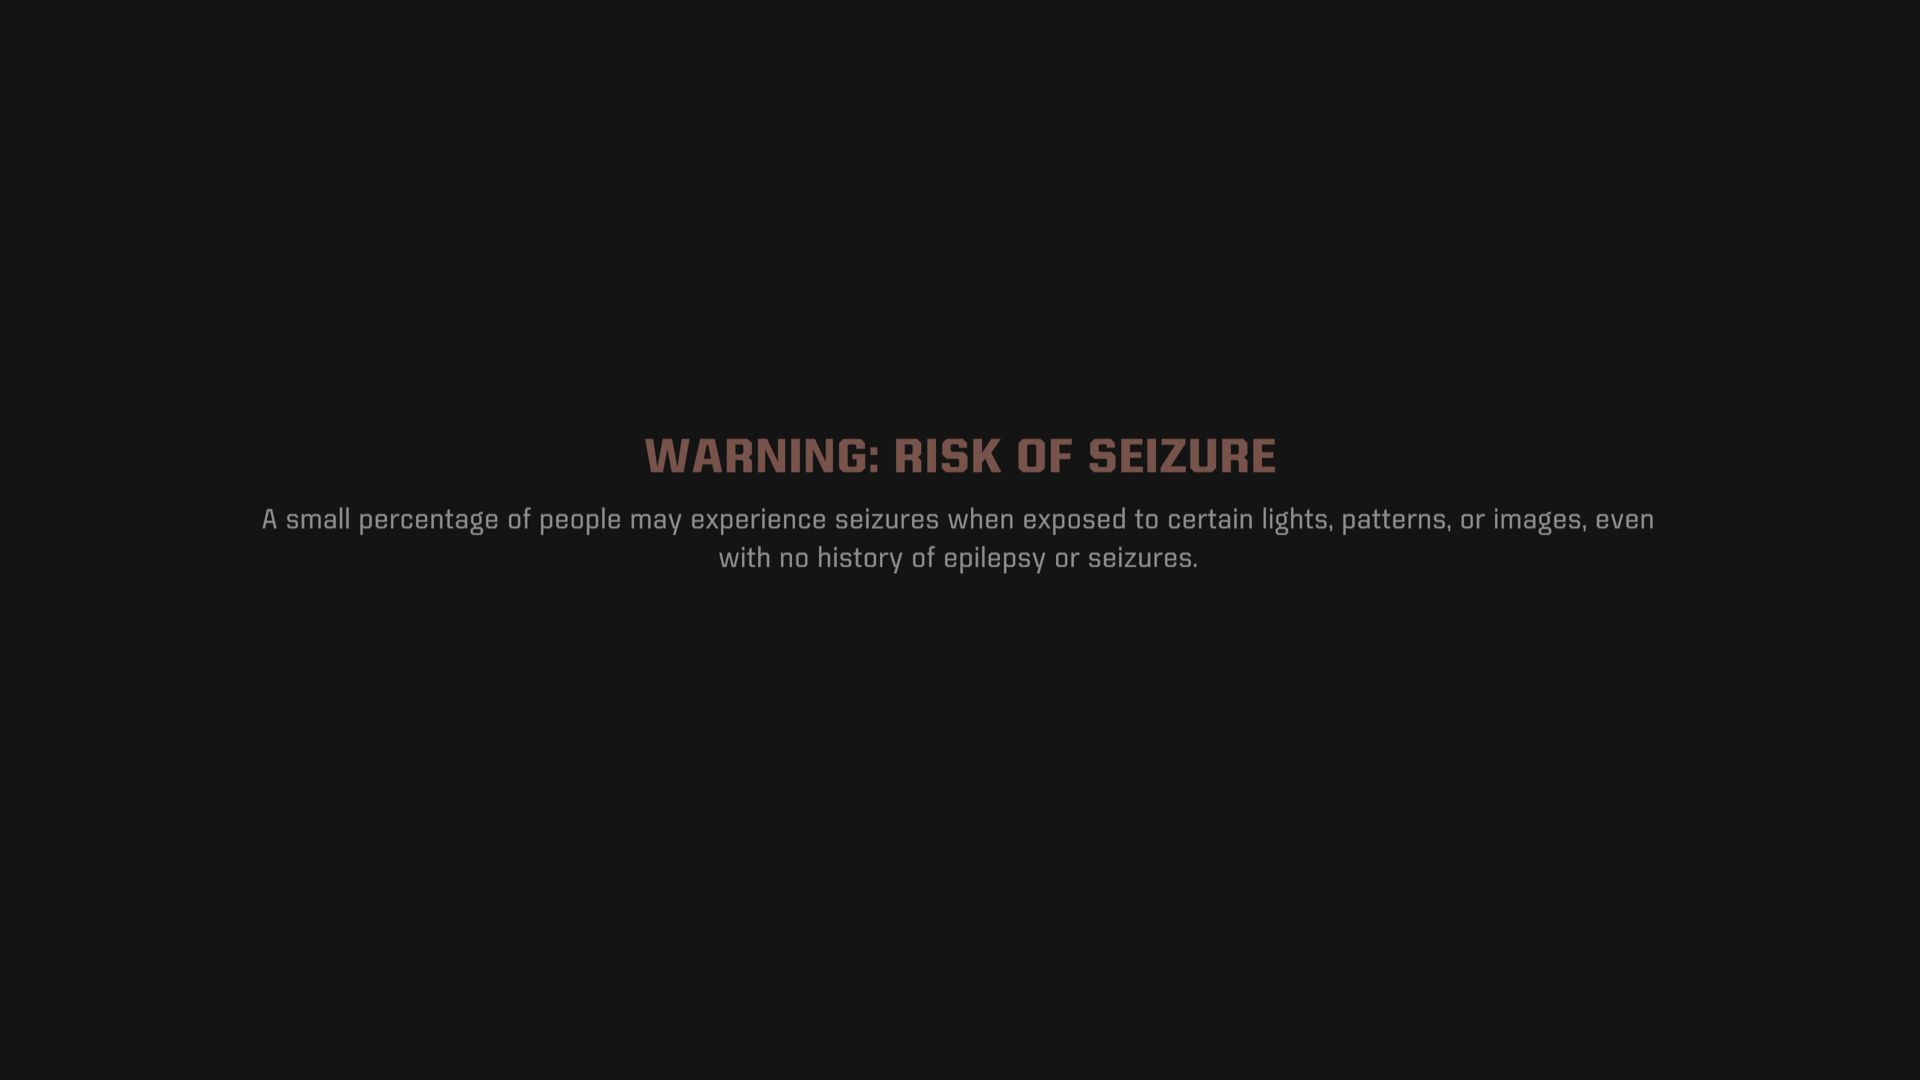 WARNING: RISK OF SEIZURE
A small percentage of people may experience seizures when exposed to certain lights, patterns, or images, even
with no history of epilepsy or seizures.